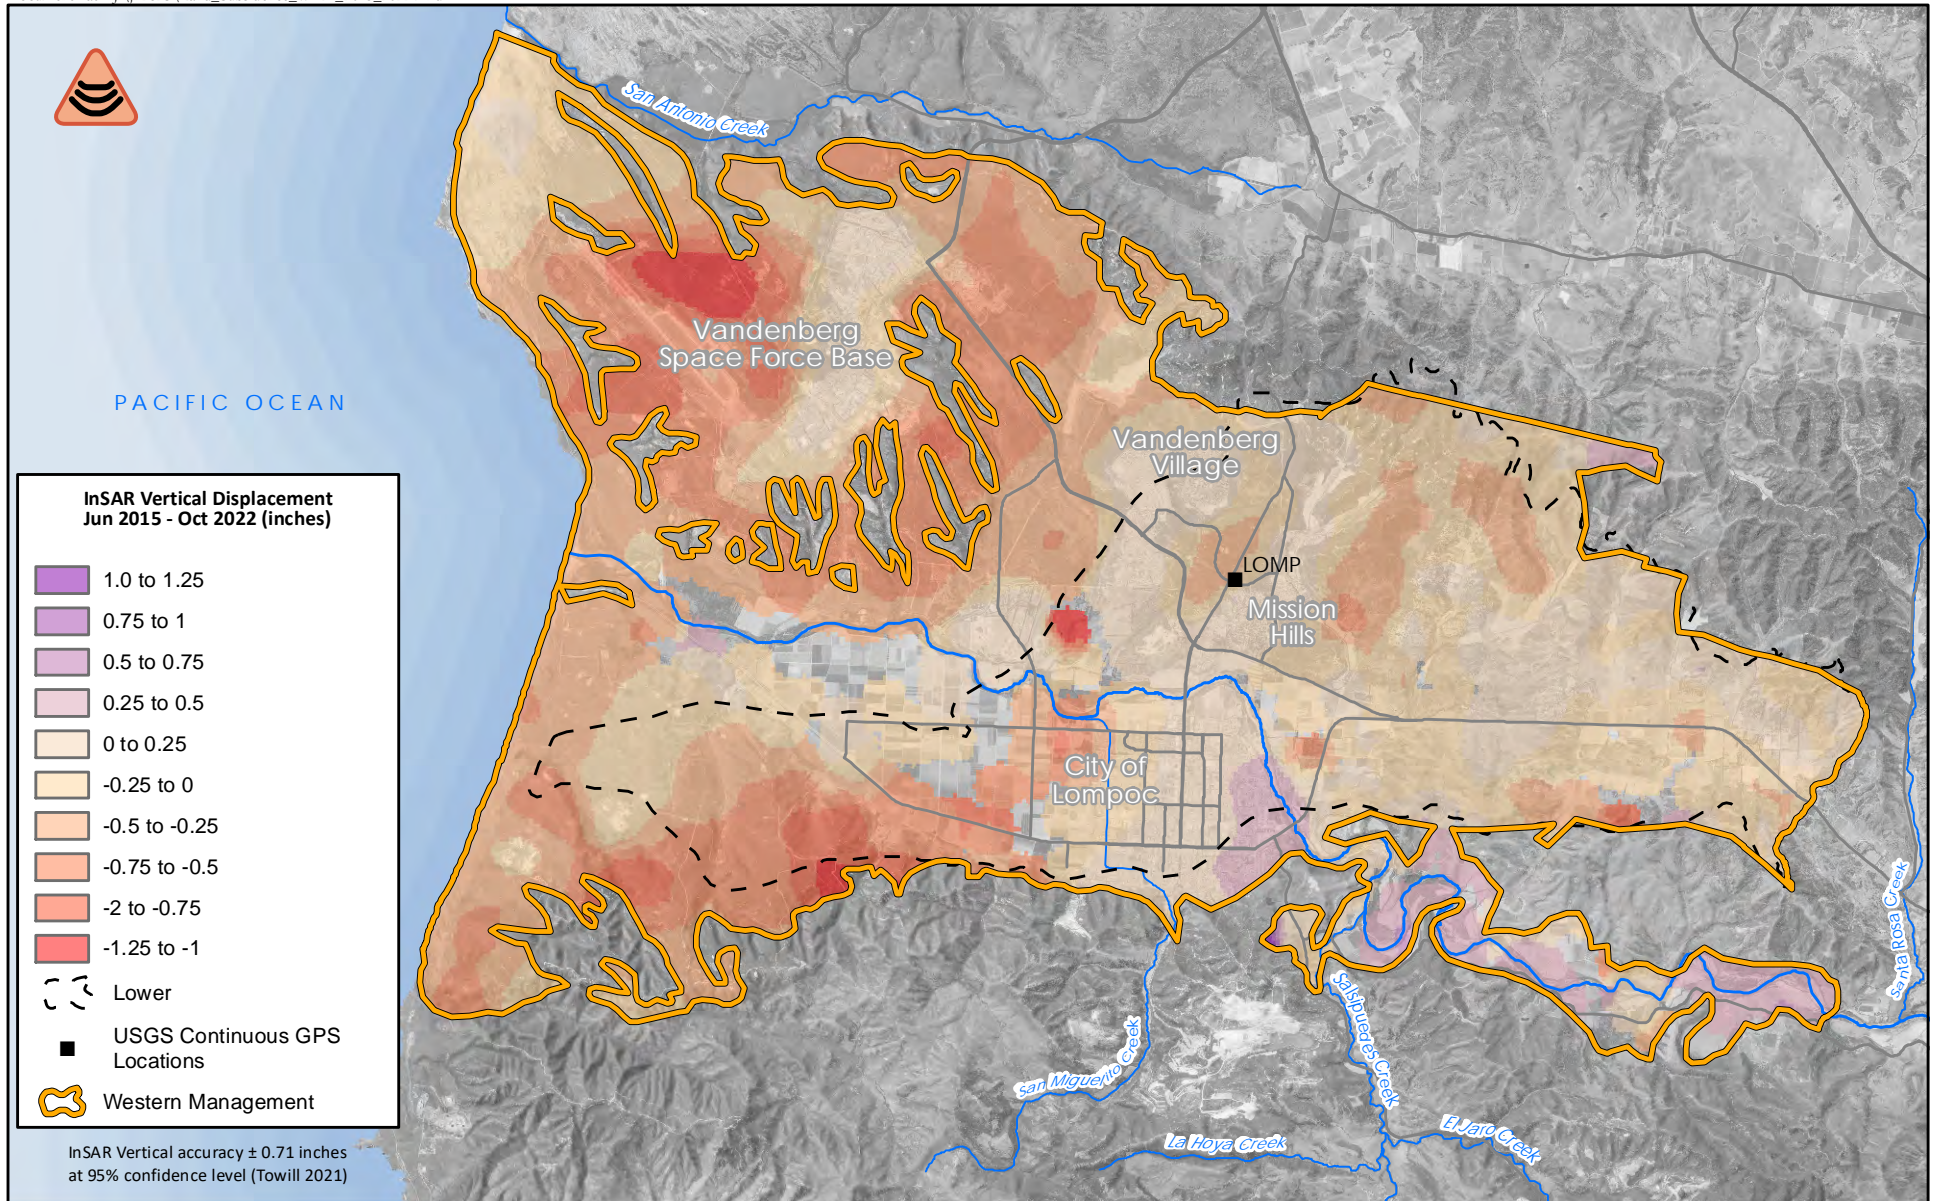 San Antonio Creek
Vandenberg
Space Force Base
PACIFIC OCEAN
Vandenberg
Village
LOMP
Mission
Hills
City of
Lompoc
Santa Rosa Creek
Salsipuedes Creek
San Miguelito Creek
El Jaro Creek
La Hoya Creek
InSAR Vertical Displacement
Jun 2015 - Oct 2022 (inches)
1.0 to 1.25
0.75 to 1
0.5 to 0.75
0.25 to 0.5
0 to 0.25
-0.25 to 0
-0.5 to -0.25
-0.75 to -0.5
-2 to -0.75
-1.25 to -1
Lower
USGS Continuous GPS
Locations
Western Management
InSAR Vertical accuracy ± 0.71 inches
at 95% confidence level (Towill 2021)